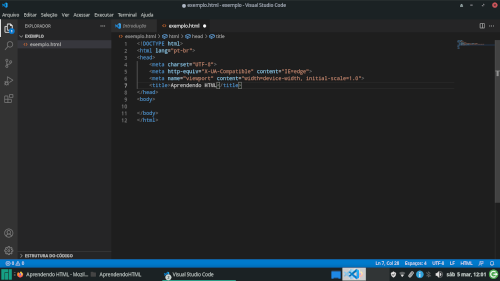 exemplo.html - exemplo - Visual Studio Code
Arquivo Editar Seleção Ver Acessar Executar Terminal Ajuda
EXPLORADOR
Introdução
exemplo.html
EXEMPLO
exemplo.html > html > head > title
exemplo.html
1 <!DOCTYPE html>
2 <html lang="pt-br">
3 <head>
4 <meta charset="UTF-8">
5 <meta http-equiv="X-UA-Compatible" content="IE=edge">
6 <meta name="viewport" content="width=device-width, initial-scale=1.0">
7 <title>Aprendendo HTML</title>
8 </head>
9 <body>
10
11 </body>
12 </html>
ESTRUTURA DO CÓDIGO
0 0
Ln 7, Col 28 Espaços: 4 UTF-8 LF HTML
Aprendendo HTML - Mozil... AprendendoHTML Visual Studio Code
sáb 5 mar, 12:01